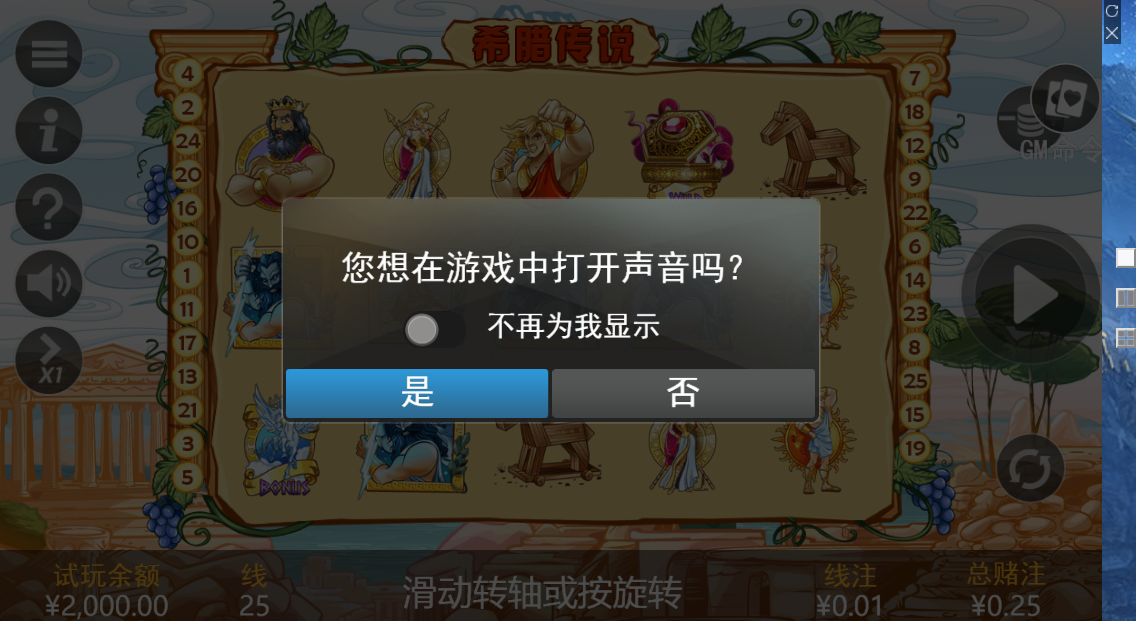 希腊传说
4
2
24
20
16
10
1
11
17
13
21
3
5
7
18
12
9
22
6
14
23
8
25
15
19
GM命令
WILD
X1
您想在游戏中打开声音吗?
不再为我显示
是
否
BONUS
试玩余额
¥2,000.00
线
25
滑动转轴或按旋转
线注
¥0.01
总赌注
¥0.25